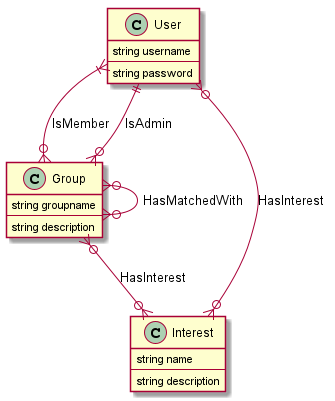 C User
string username
string password
IsMember
IsAdmin
C Group
string groupname
string description
HasMatchedWith
HasInterest
HasInterest
C Interest
string name
string description